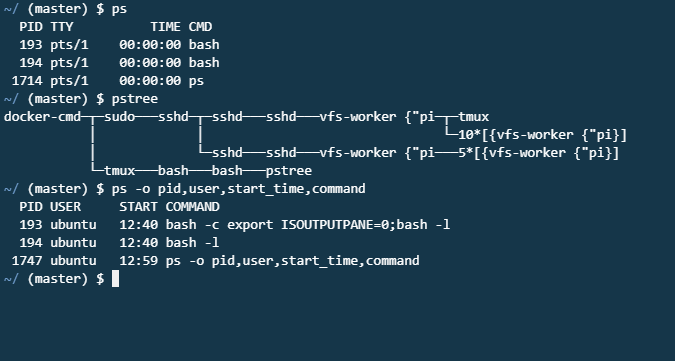 ~/ (master) $ ps
  PID TTY          TIME CMD
  193 pts/1    00:00:00 bash
  194 pts/1    00:00:00 bash
 1714 pts/1    00:00:00 ps
~/ (master) $ pstree
docker-cmd─┬─sudo───sshd─┬─sshd───sshd───vfs-worker {"pi─┬─tmux
           │             │                               └─10*[{vfs-worker {"pi}]
           │             └─sshd───sshd───vfs-worker {"pi───5*[{vfs-worker {"pi}]
           └─tmux───bash───bash───pstree
~/ (master) $ ps -o pid,user,start_time,command
  PID USER     START COMMAND
  193 ubuntu   12:40 bash -c export ISOUTPUTPANE=0;bash -l
  194 ubuntu   12:40 bash -l
 1747 ubuntu   12:59 ps -o pid,user,start_time,command
~/ (master) $